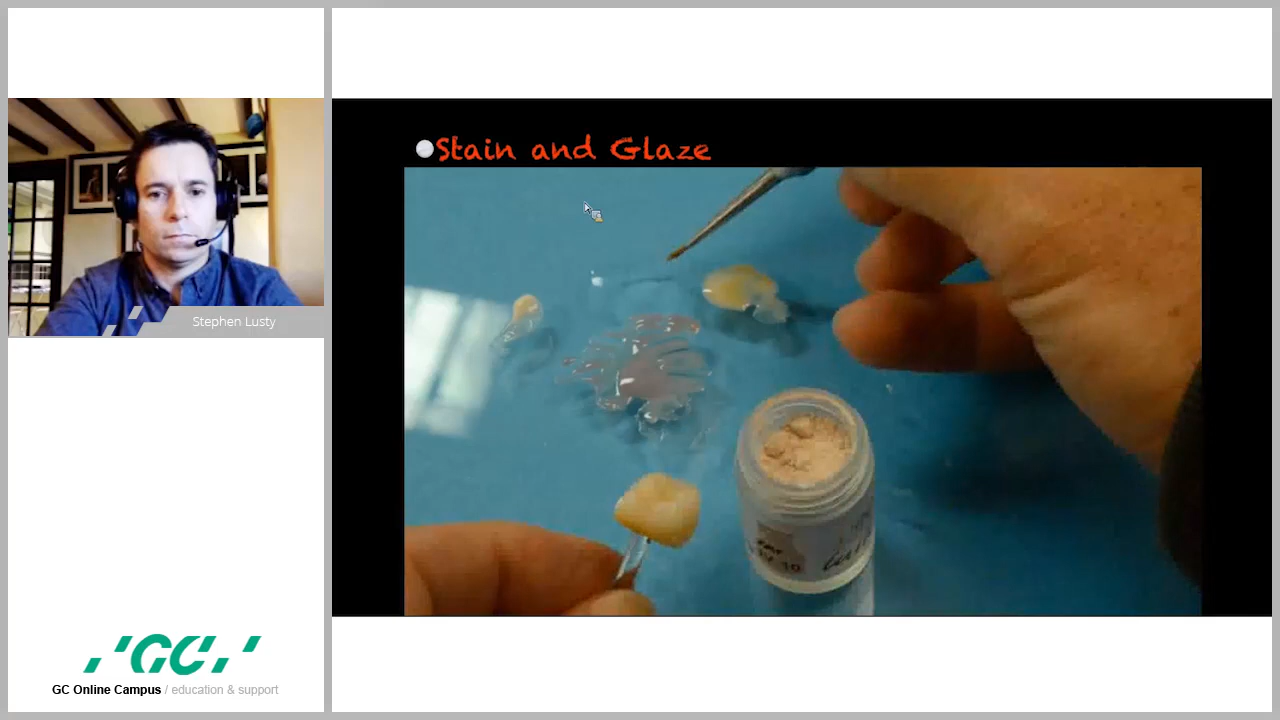 Stain and Glaze
Stephen Lusty
GC
GC Online Campus / education & support